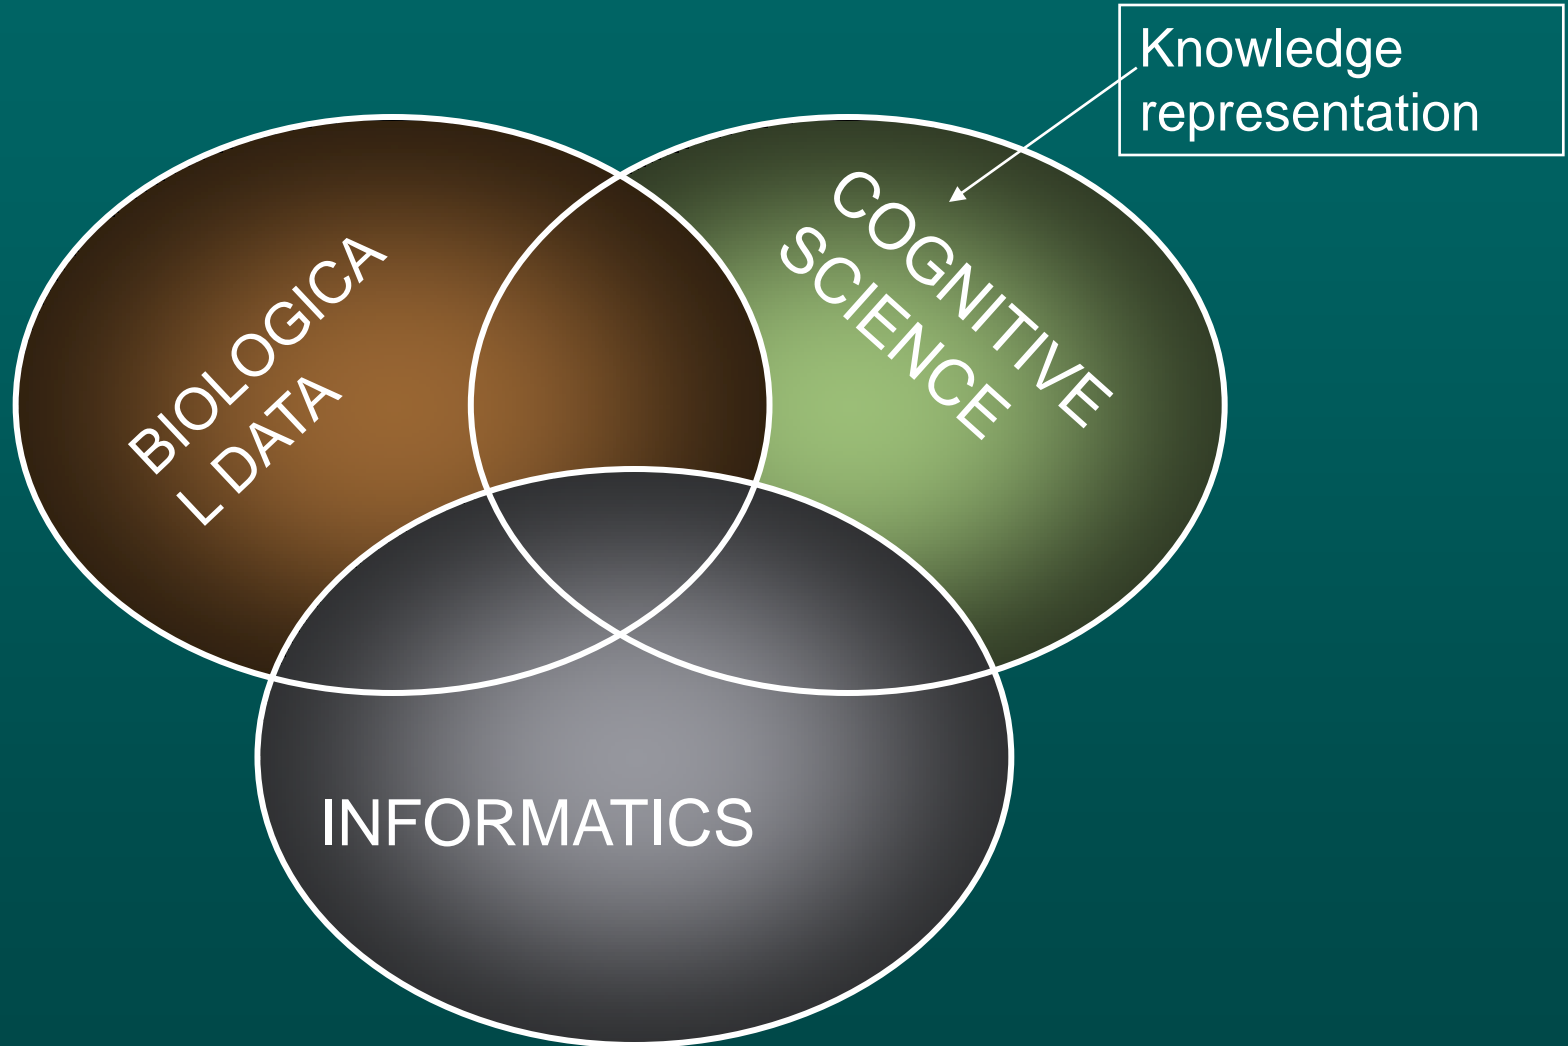 Knowledge
representation
BIOLOGICA
L DATA
COGNITIVE
SCIENCE
INFORMATICS